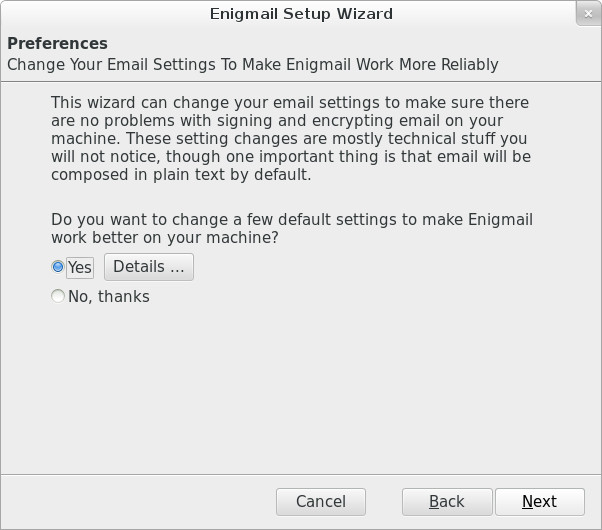 Enigmail Setup Wizard
Preferences
Change Your Email Settings To Make Enigmail Work More Reliably
This wizard can change your email settings to make sure there
are no problems with signing and encrypting email on your
machine. These setting changes are mostly technical stuff you
will not notice, though one important thing is that email will be
composed in plain text by default.
Do you want to change a few default settings to make Enigmail
work better on your machine?
Yes Details ...
No, thanks
Cancel Back Next